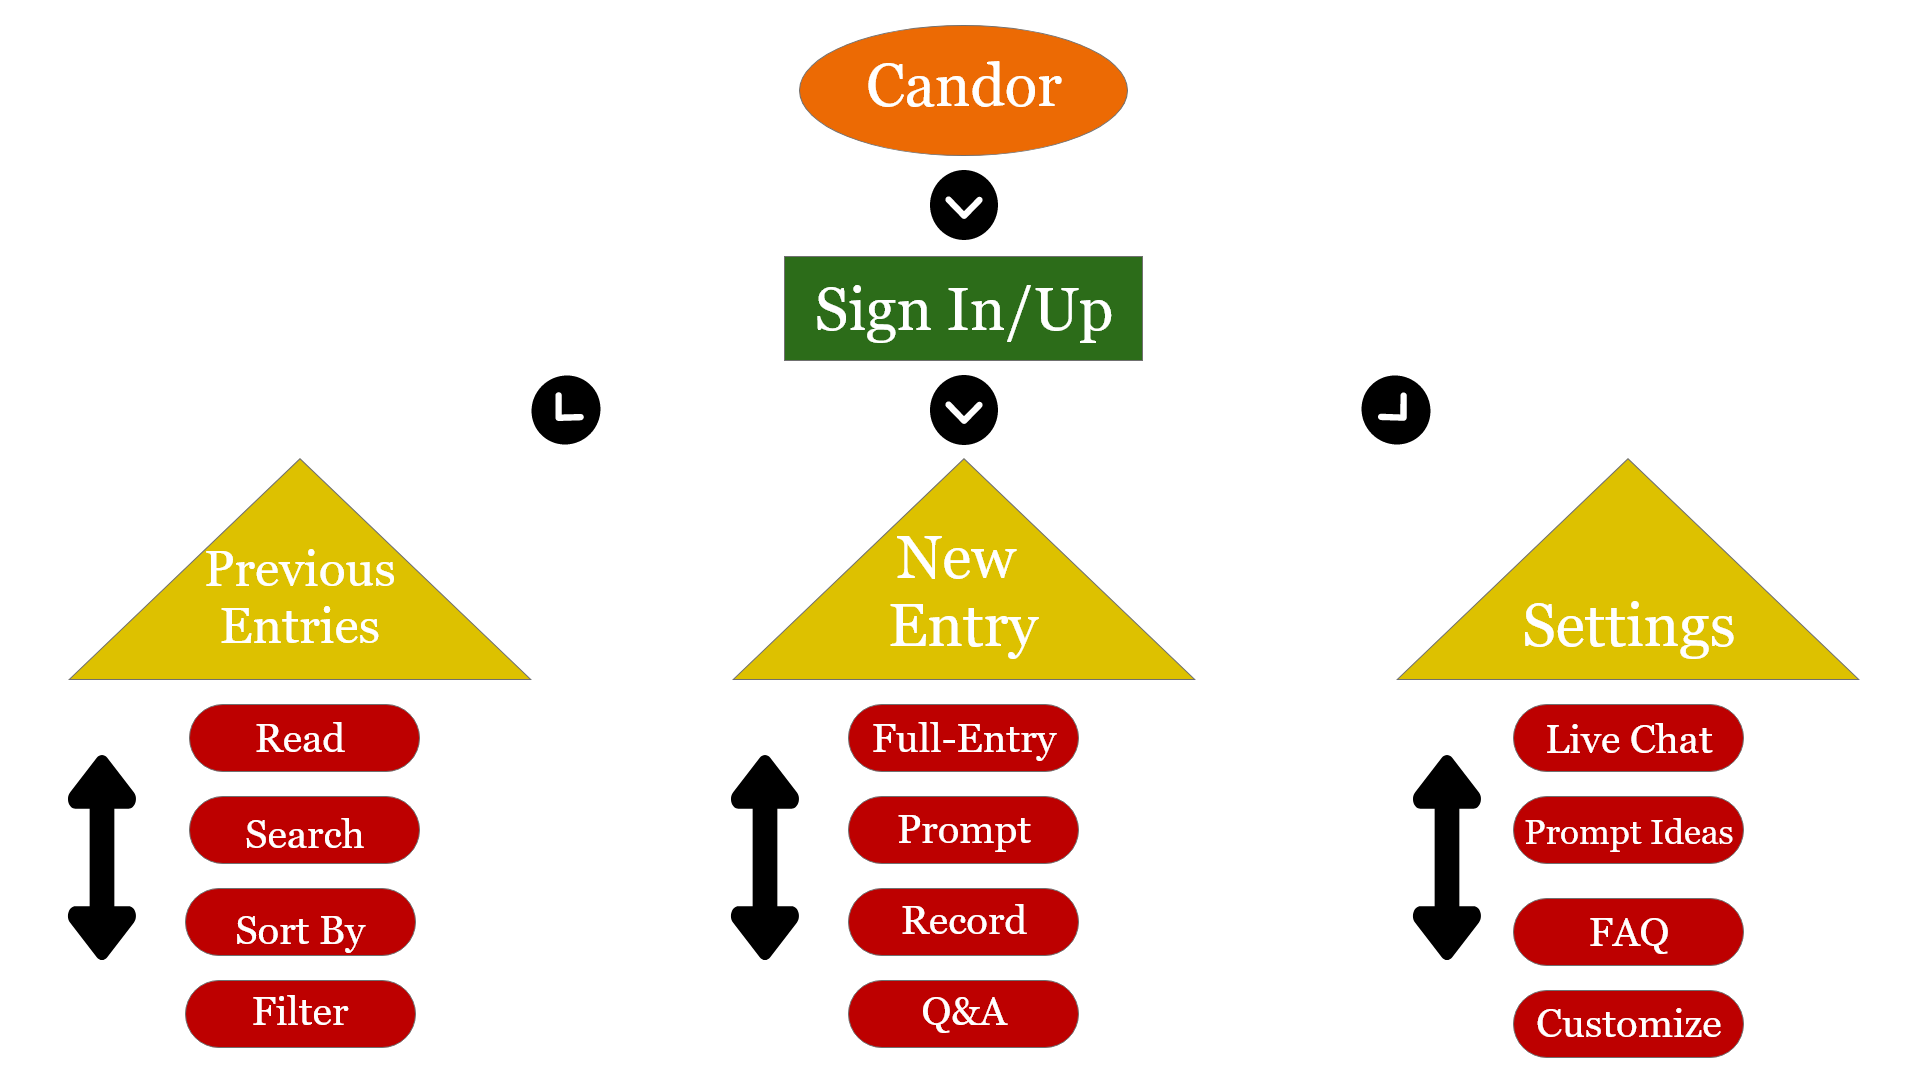 Candor
Sign In/Up
Previous
Entries
New
Entry
Settings
Read
Search
Sort By
Filter
Full-Entry
Prompt
Record
Q&A
Live Chat
Prompt Ideas
FAQ
Customize